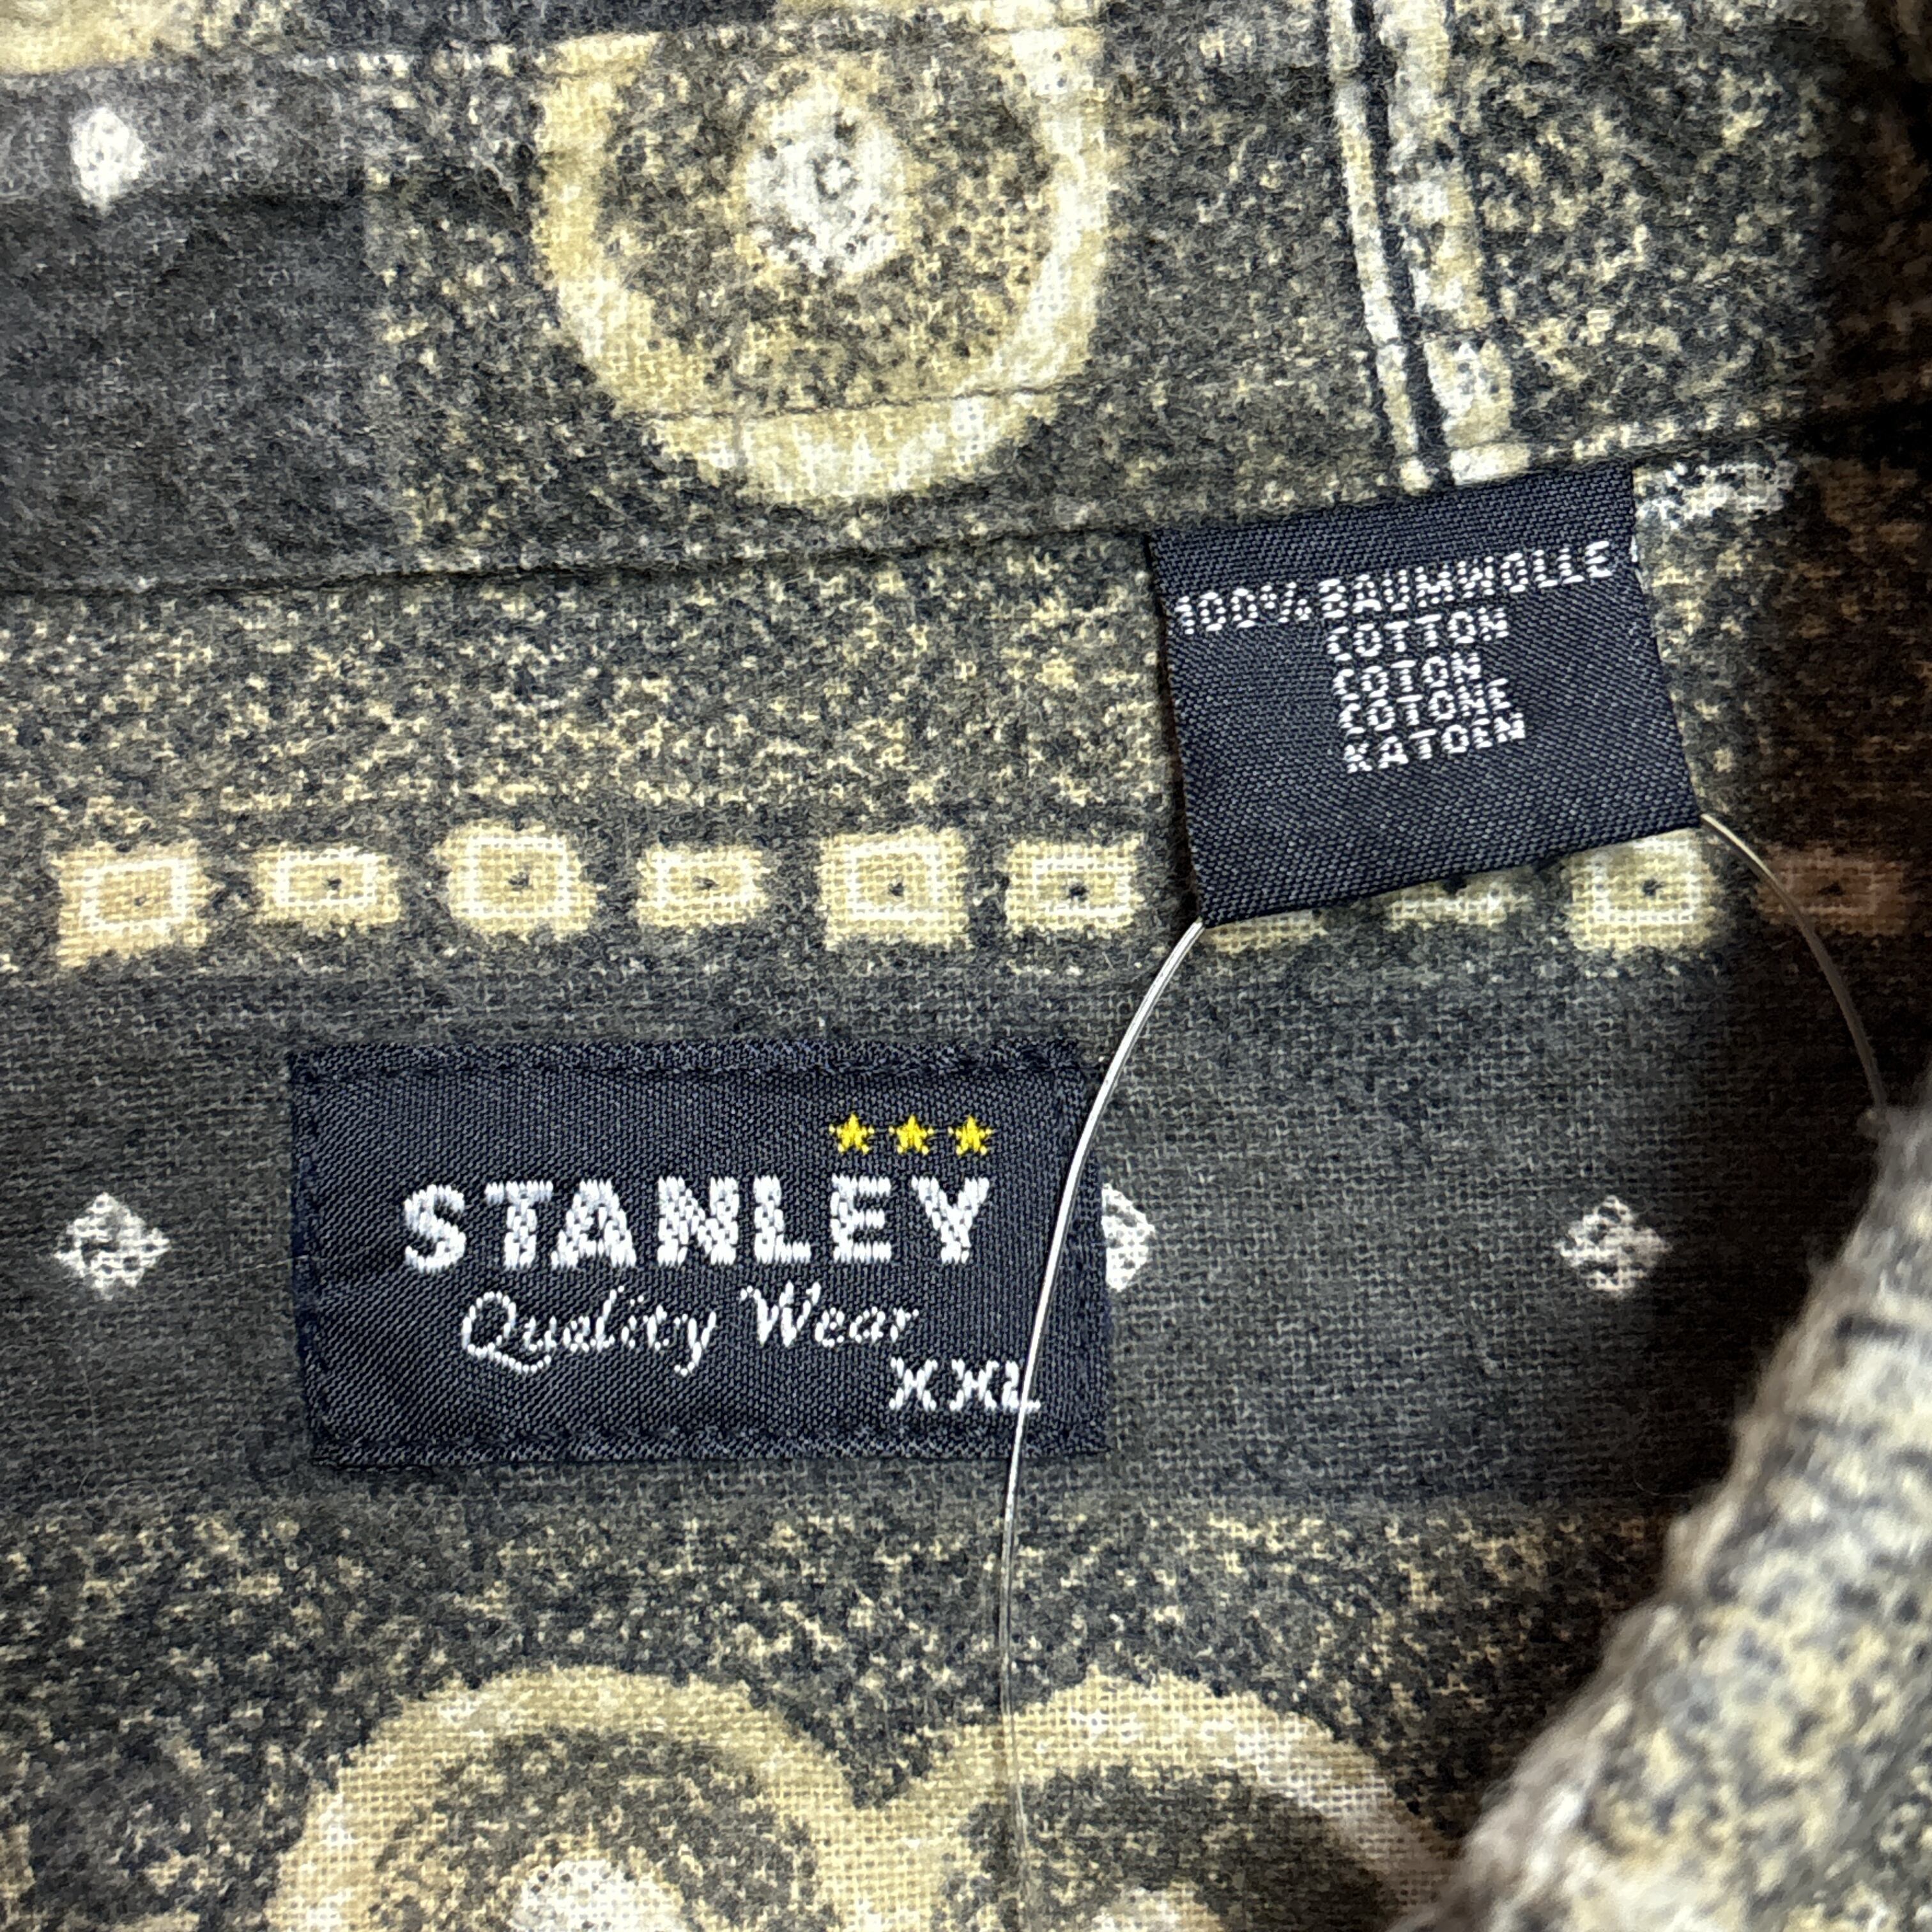 100% BAUMWOLLE
COTTON
COTON
COTONE
KATOEN
STANLEY
Quality Wear
XXL